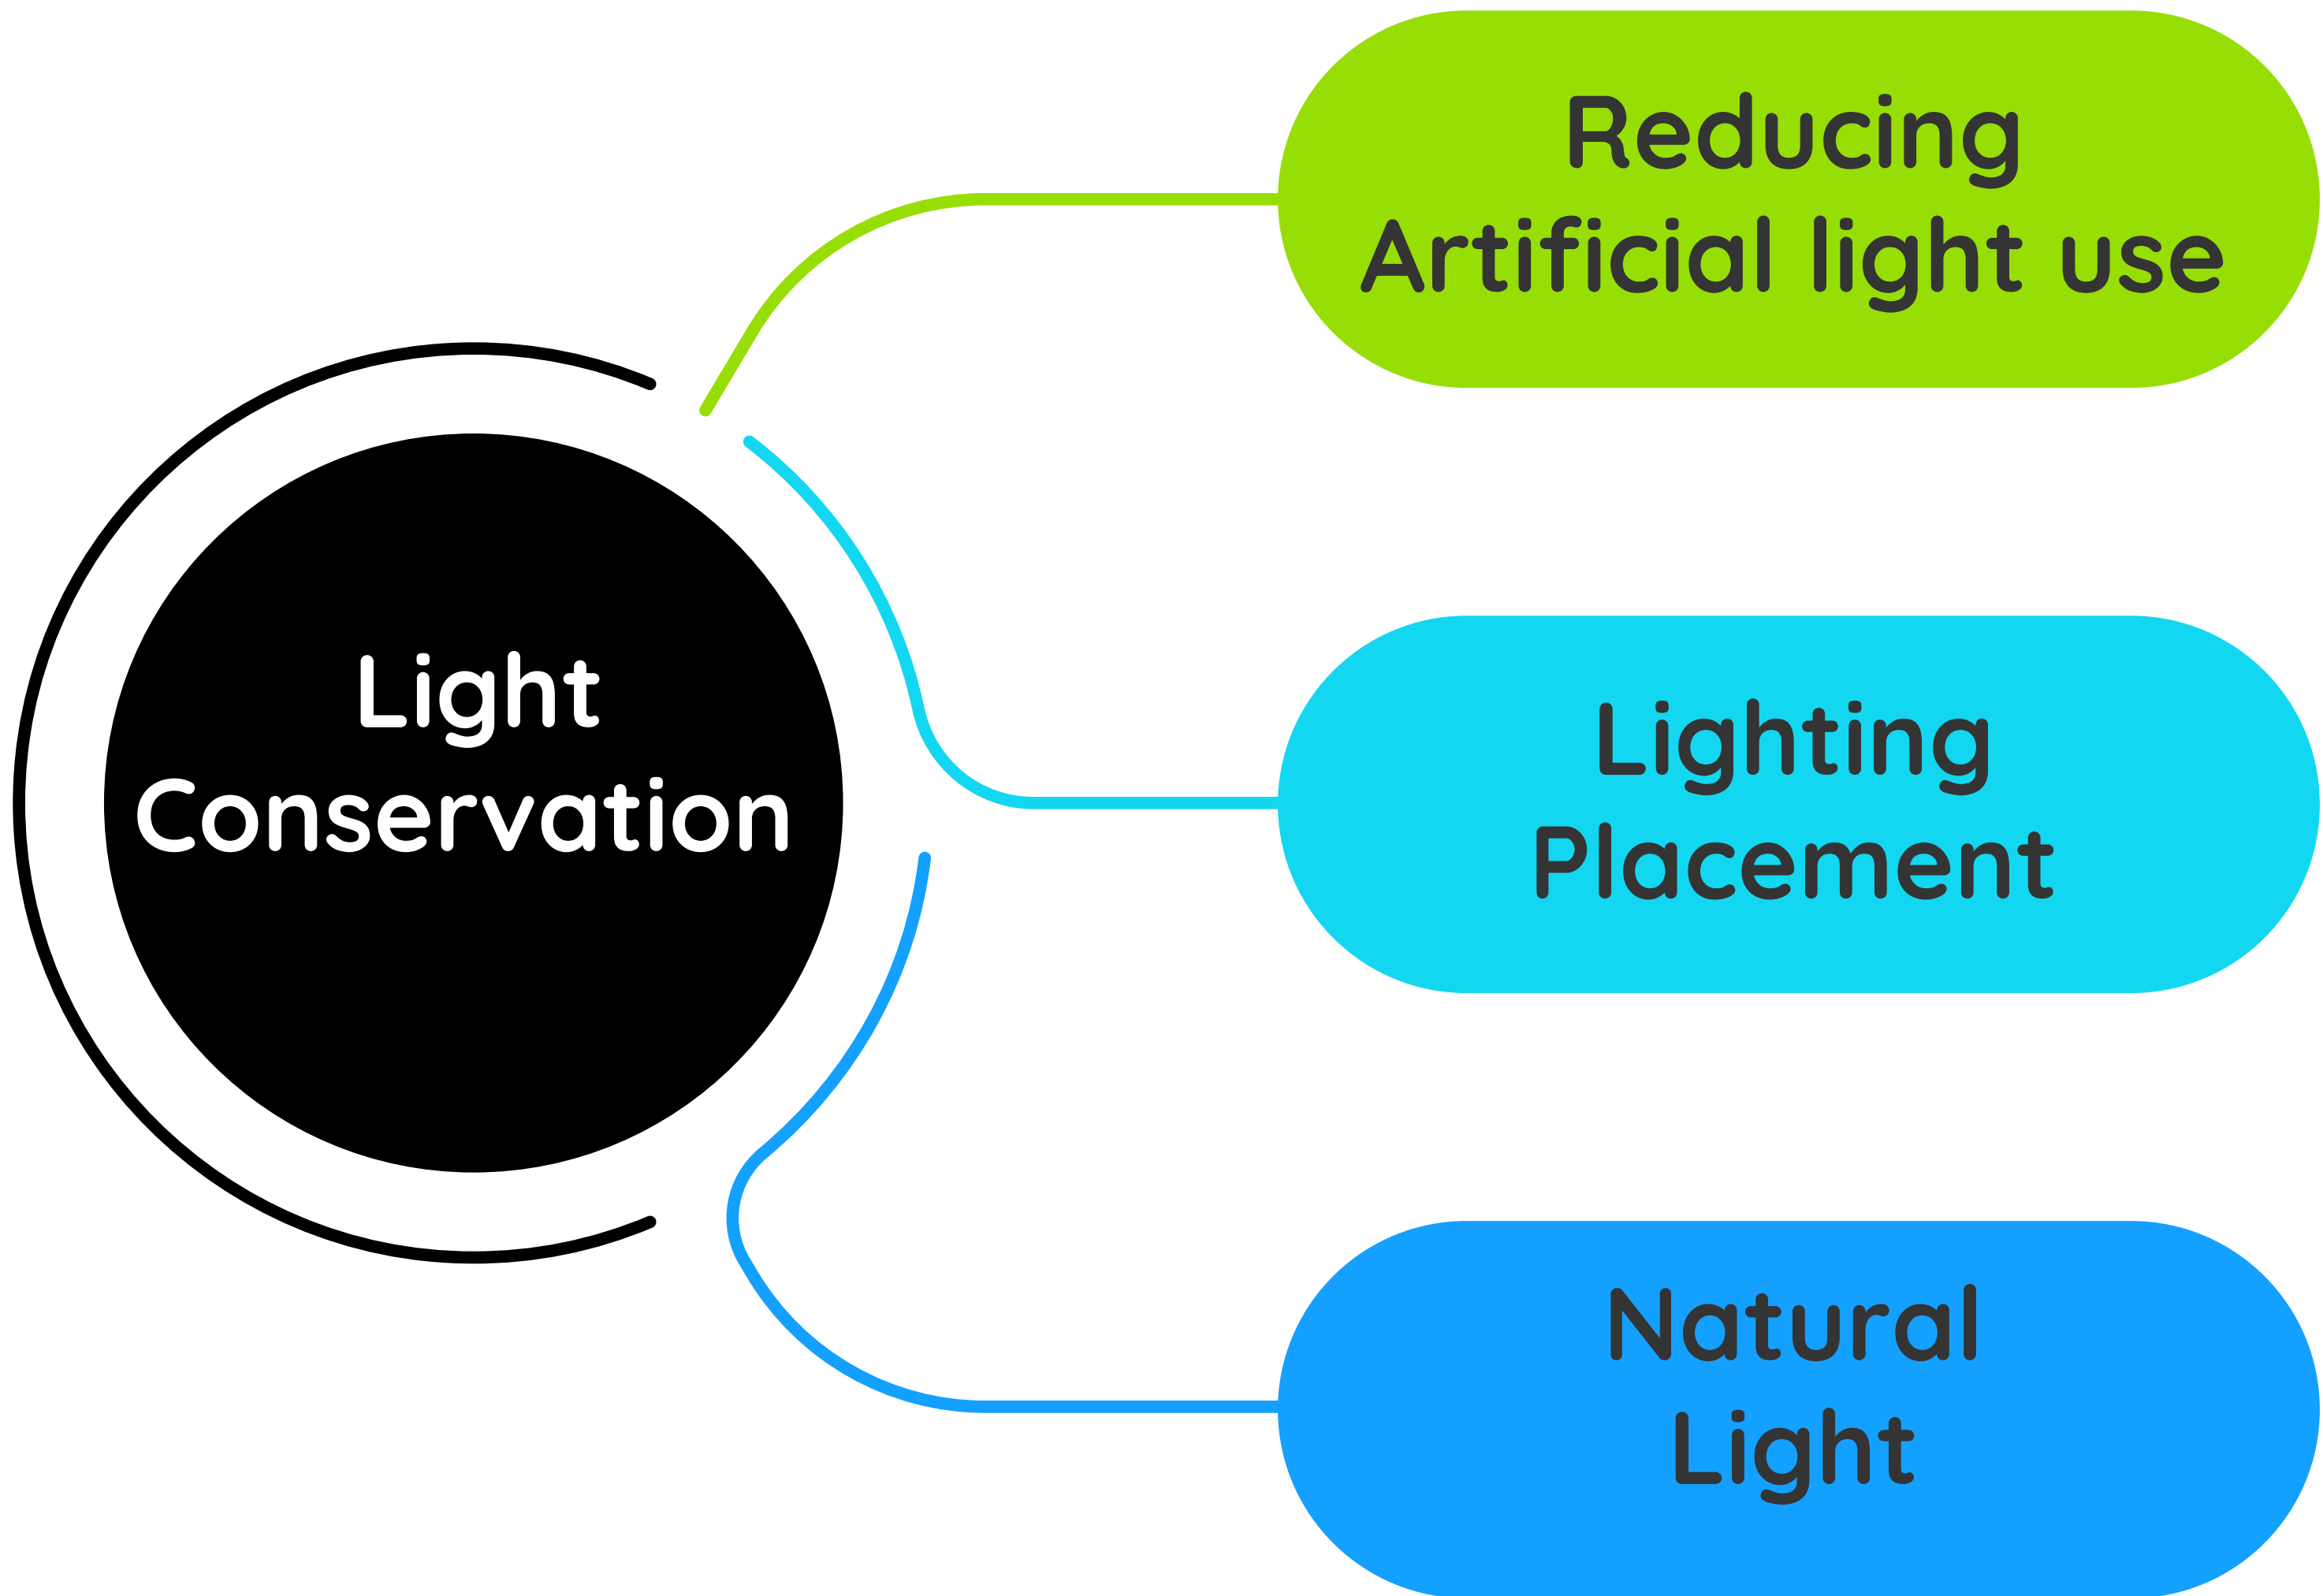 Reducing
Artificial light use
Light
Conservation
Lighting
Placement
Natural
Light